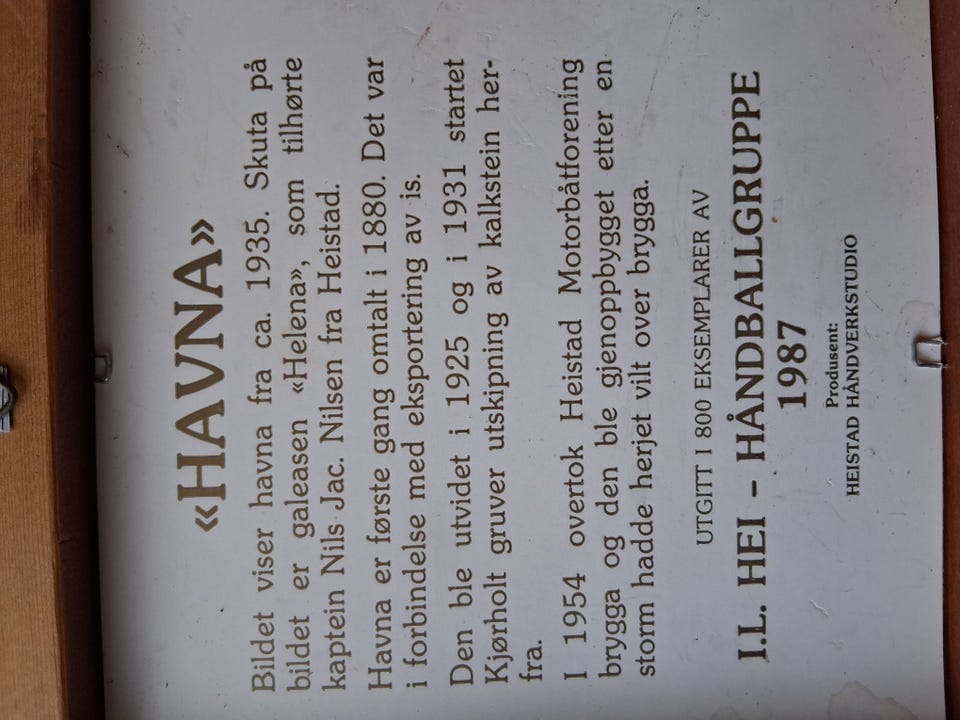 «HAVNA»
Bildet viser havna fra ca. 1935. Skuta på
bildet er galeasen «Helena», som tilhørte
kaptein Nils Jac. Nilsen fra Heistad.
Havna er første gang omtalt i 1880. Det var
i forbindelse med eksportering av is.
Den ble utvidet i 1925 og i 1931 startet
Kjørholt gruver utskipning av kalkstein her-
fra.
I 1954 overtok Heistad Motorbåtforening
brygga og den ble gjenoppbygget etter en
storm hadde herjet vilt over brygga.
UTGITT I 800 EKSEMPLARER AV
I.L. HEI – HÅNDBALLGRUPPE
1987
Produsent:
HEISTAD HÅNDVERKSTUDIO